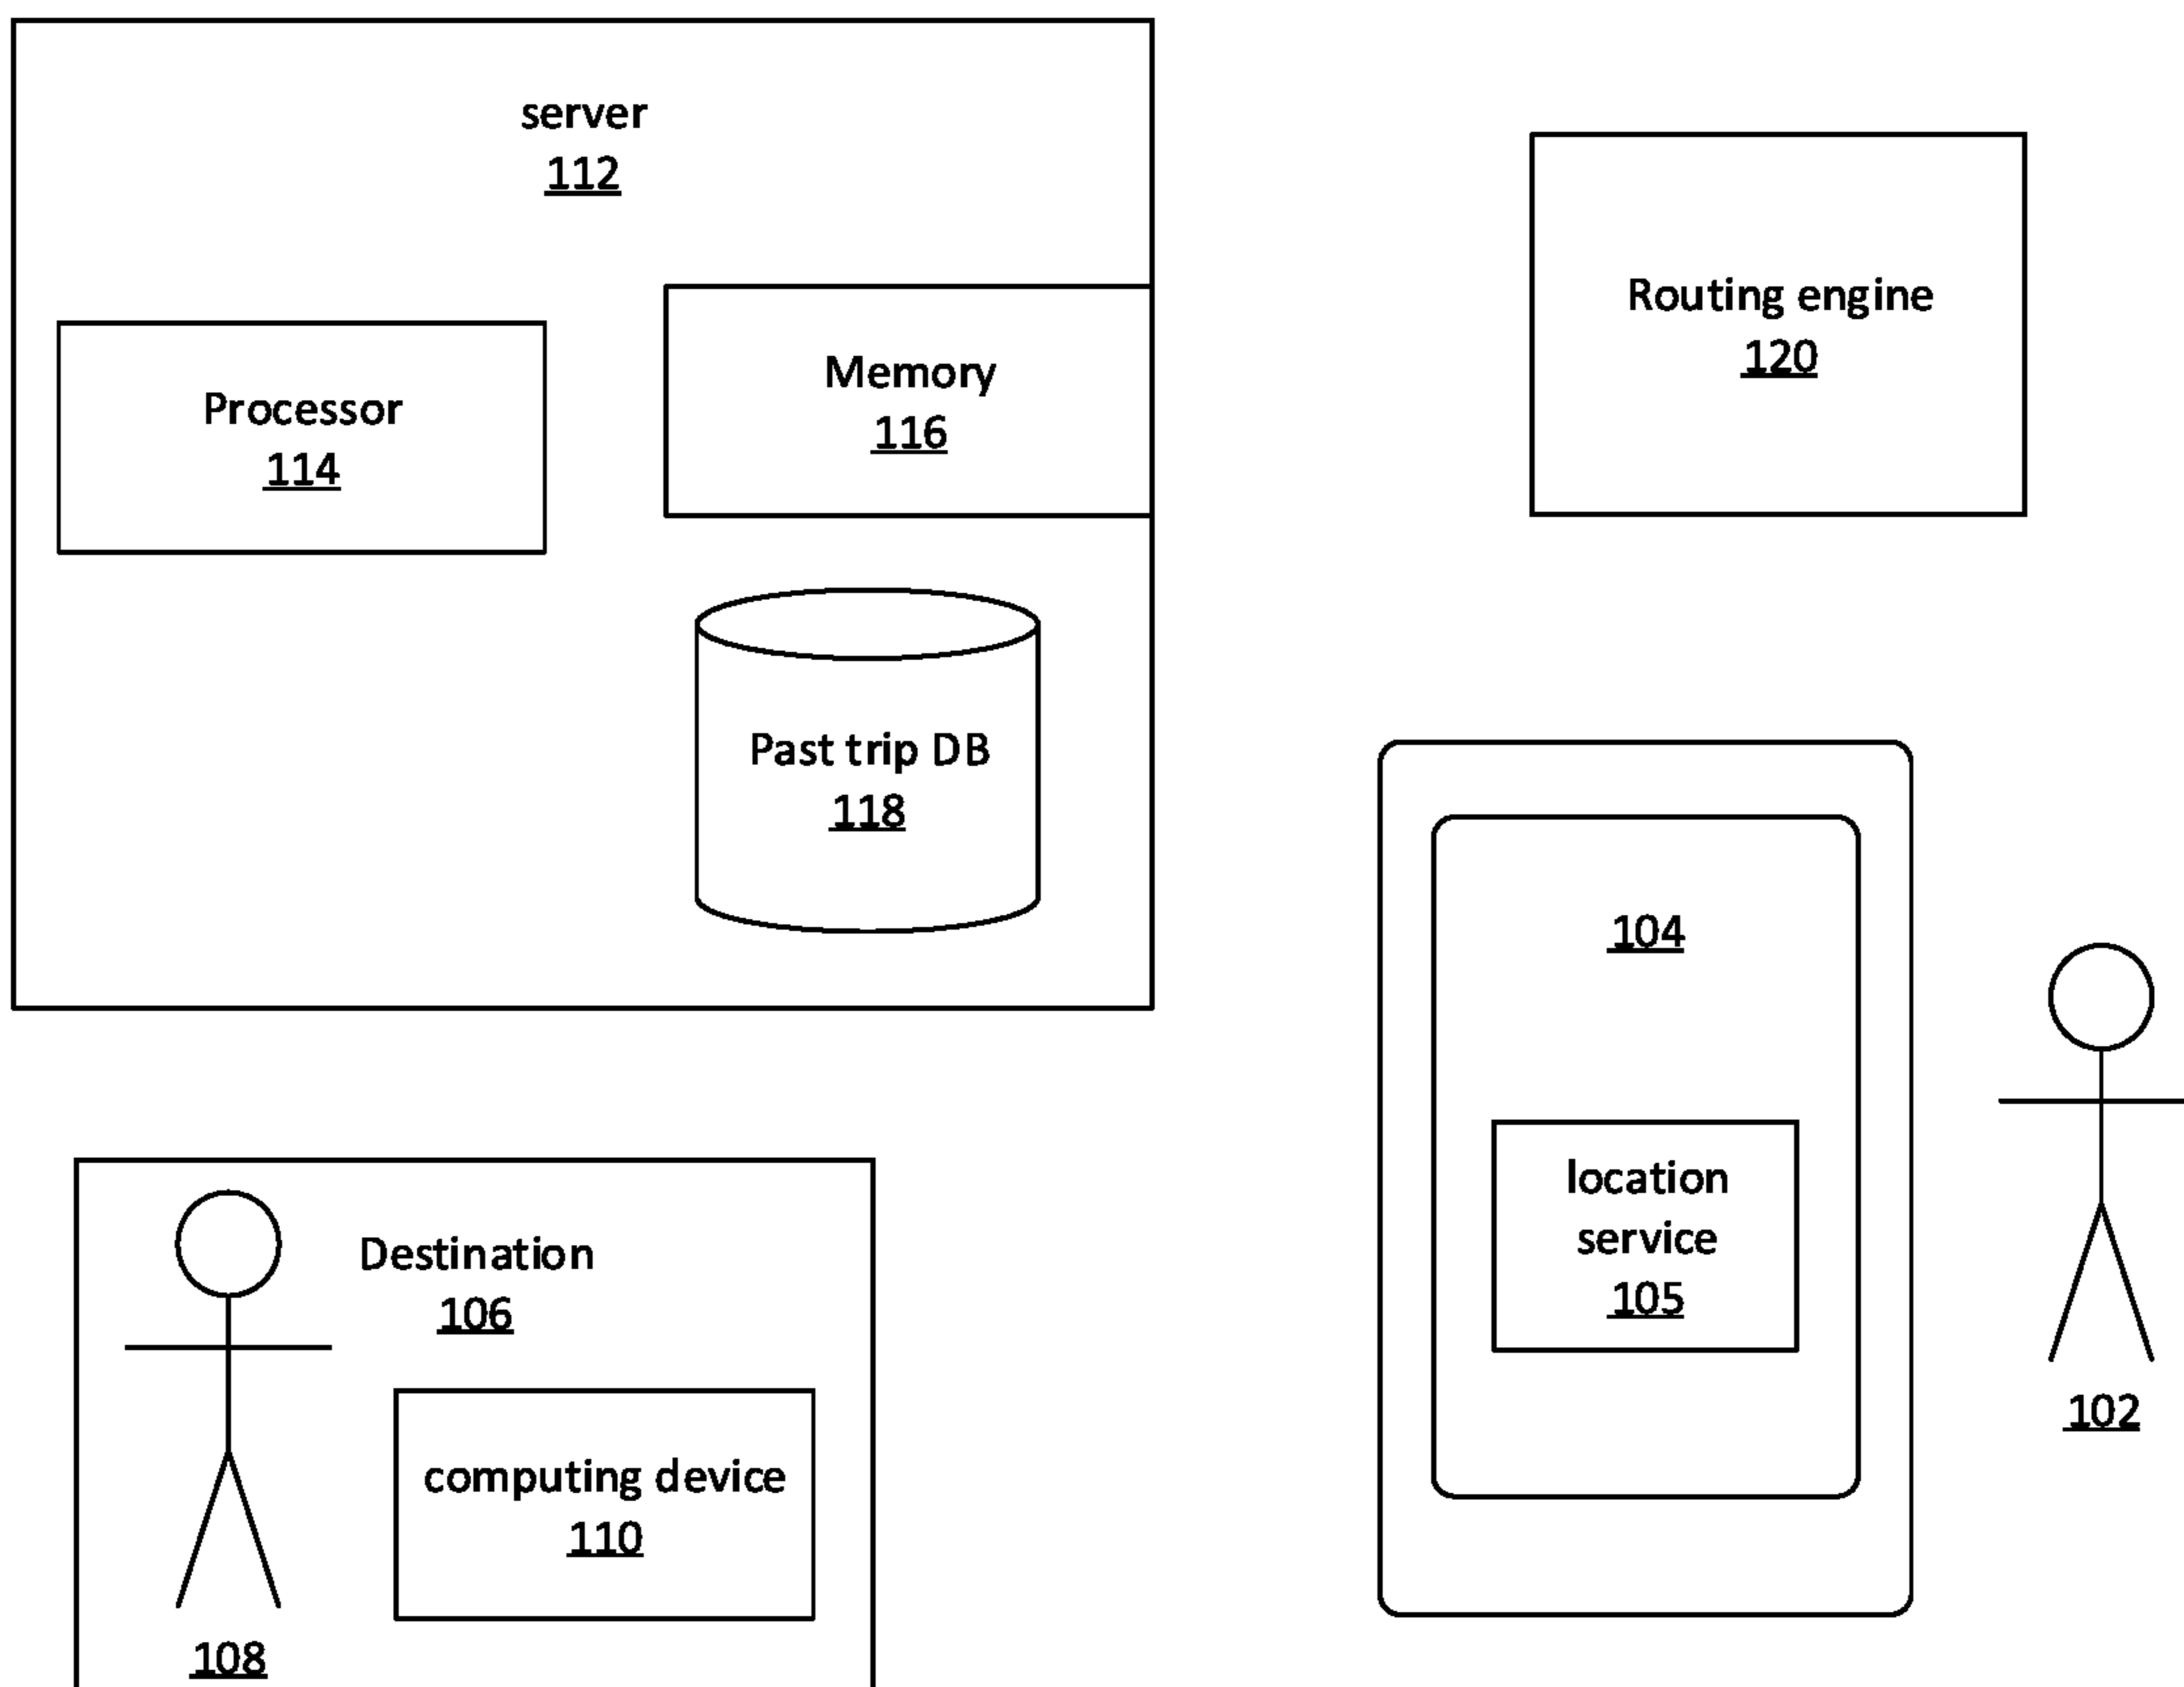 server
112
Processor
114
Memory
116
Past trip DB
118
Routing engine
120
104
location
service
105
102
Destination
106
computing device
110
108